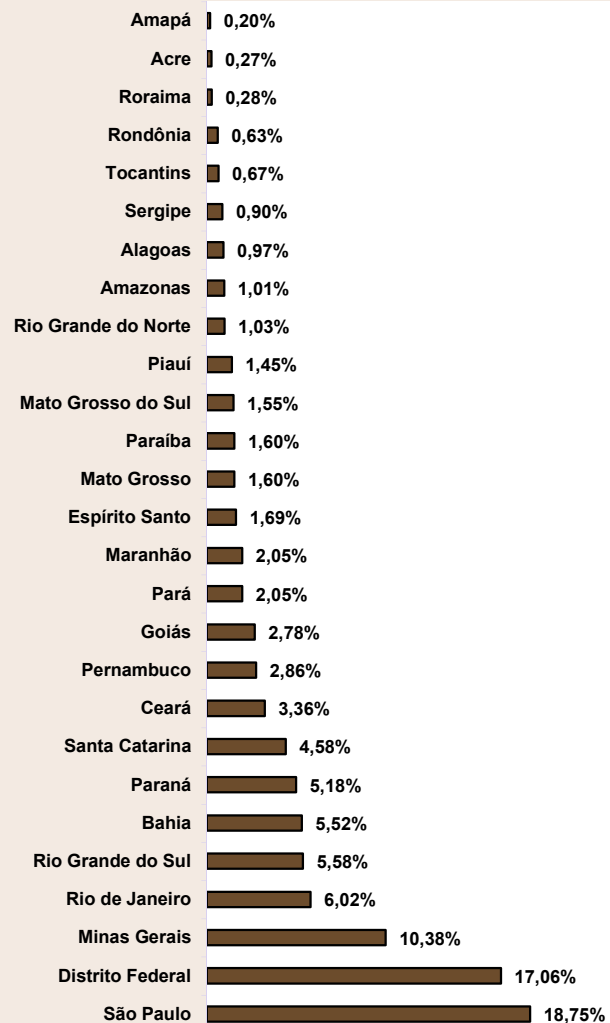 Amapá 0,20%
Acre 0,27%
Roraima 0,28%
Rondônia 0,63%
Tocantins 0,67%
Sergipe 0,90%
Alagoas 0,97%
Amazonas 1,01%
Rio Grande do Norte 1,03%
Piauí 1,45%
Mato Grosso do Sul 1,55%
Paraíba 1,60%
Mato Grosso 1,60%
Espírito Santo 1,69%
Maranhão 2,05%
Pará 2,05%
Goiás 2,78%
Pernambuco 2,86%
Ceará 3,36%
Santa Catarina 4,58%
Paraná 5,18%
Bahia 5,52%
Rio Grande do Sul 5,58%
Rio de Janeiro 6,02%
Minas Gerais 10,38%
Distrito Federal 17,06%
São Paulo 18,75%